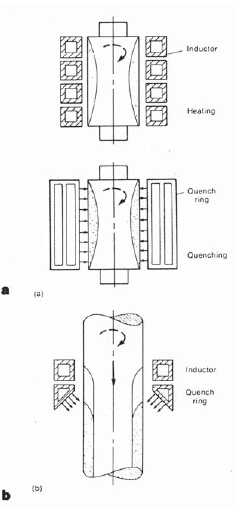 Inductor
Heating
Quench
ring
Quenching
a
(a)
Inductor
Quench
ring
b
(b)